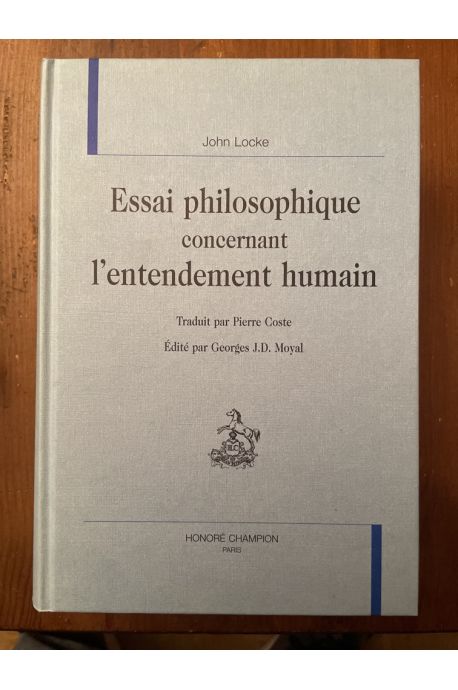 John Locke
Essai philosophique
concernant
l'entendement humain
Traduit par Pierre Coste
Édité par Georges J.D. Moyal
HONORÉ CHAMPION
PARIS